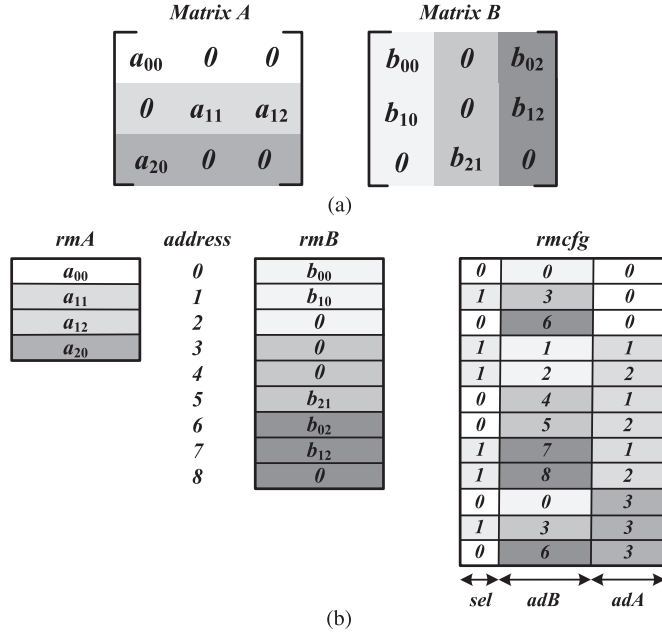 Matrix A Matrix B
a00 0 0 b00 0 b02
0 a11 a12 b10 0 b12
a20 0 0 0 b21 0
(a)
rmA address rmB rmcfg
a00 0 b00 0 0 0
a11 1 b10 1 3 0
a12 2 0 0 6 0
a20 3 0 1 1 1
4 0 1 2 2
5 b21 0 4 1
6 b02 0 5 2
7 b12 1 7 1
8 0 1 8 2
0 0 3
1 3 3
0 6 3
sel adB adA
(b)